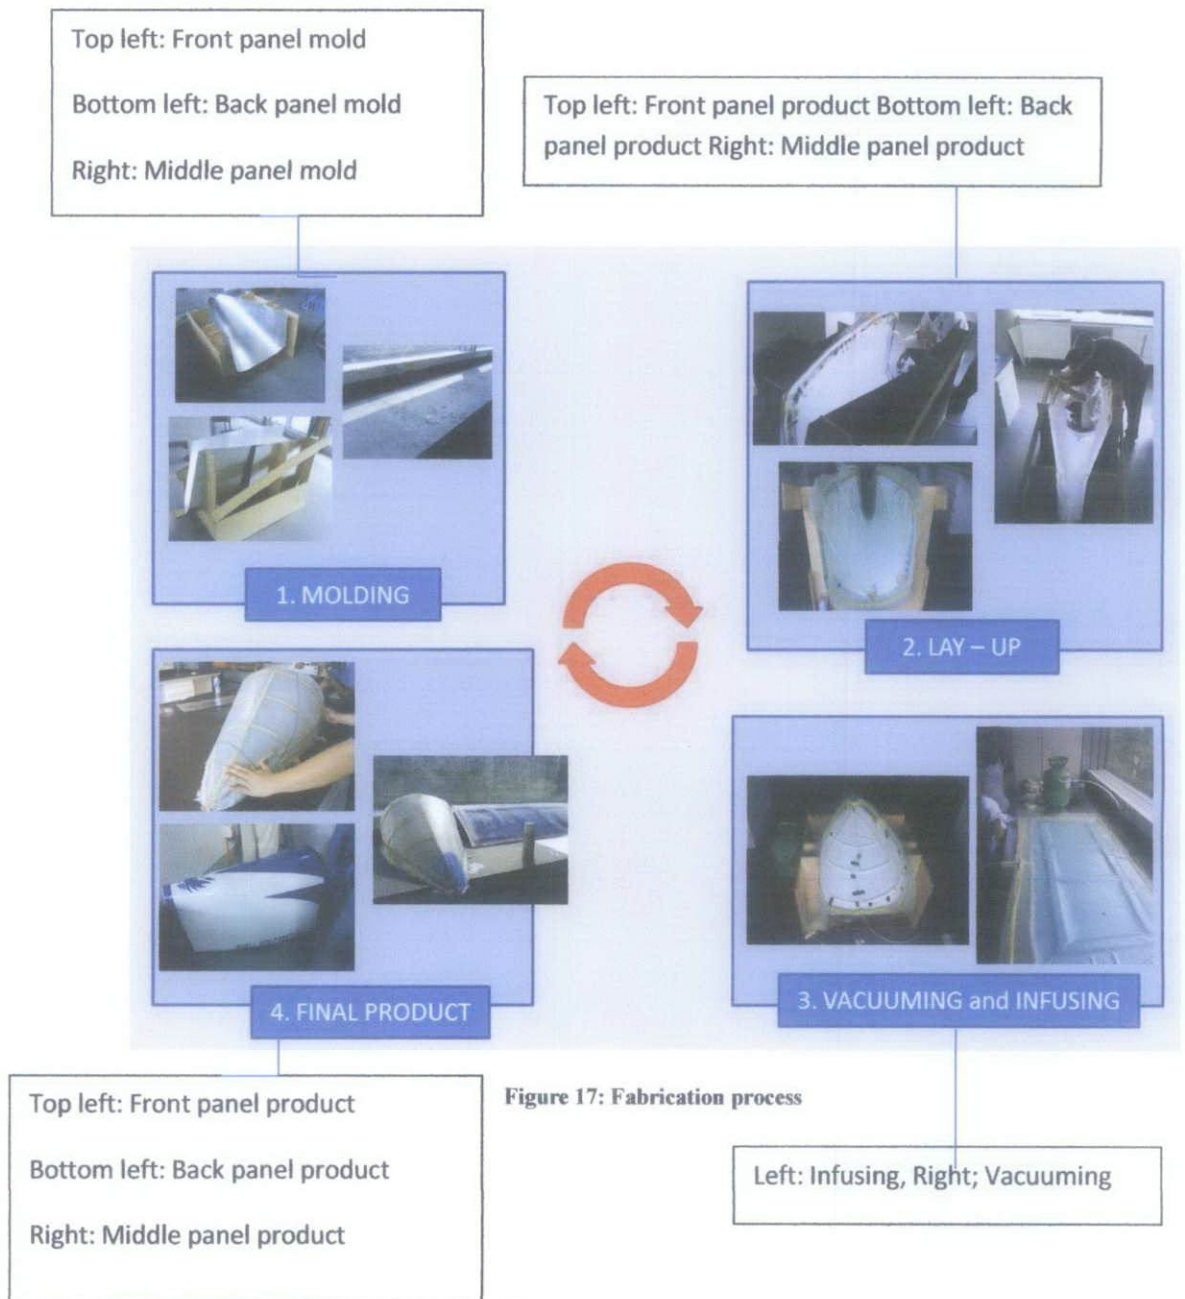 Top left: Front panel mold
Bottom left: Back panel mold
Right: Middle panel mold
Top left: Front panel product Bottom left: Back
panel product Right: Middle panel product
1. MOLDING
2. LAY – UP
4. FINAL PRODUCT
3. VACUUMING and INFUSING
Figure 17: Fabrication process
Top left: Front panel product
Bottom left: Back panel product
Right: Middle panel product
Left: Infusing, Right; Vacuuming